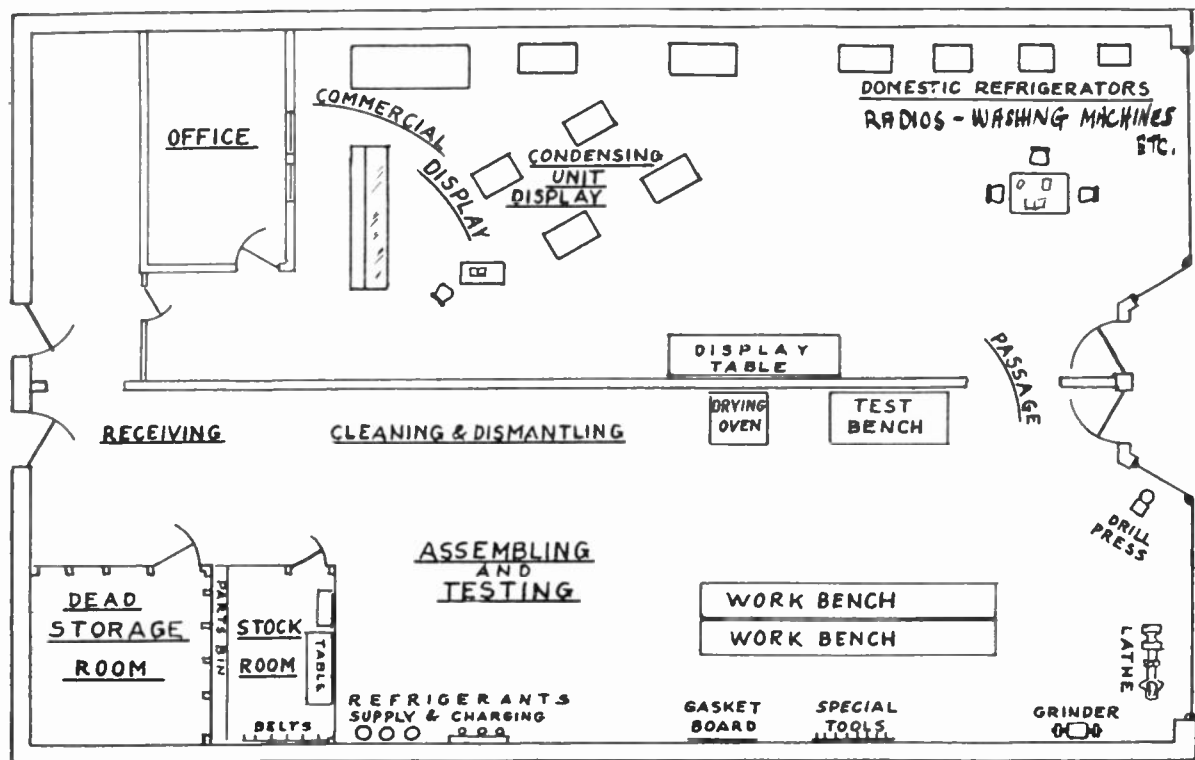 OFFICE
COMMERCIAL
DISPLAY
CONDENSING
UNIT
DISPLAY
DOMESTIC REFRIGERATORS
RADIOS - WASHING MACHINES
ETC.
DISPLAY
TABLE
PASSAGE
RECEIVING
CLEANING & DISMANTLING
DRYING
OVEN
TEST
BENCH
DRILL
PRESS
ASSEMBLING
AND
TESTING
WORK BENCH
WORK BENCH
LATHE
DEAD
STORAGE
ROOM
PARTS BIN
STOCK
ROOM
TABLE
BELTS
REFRIGERANTS
SUPPLY & CHARGING
GASKET
BOARD
SPECIAL
TOOLS
GRINDER